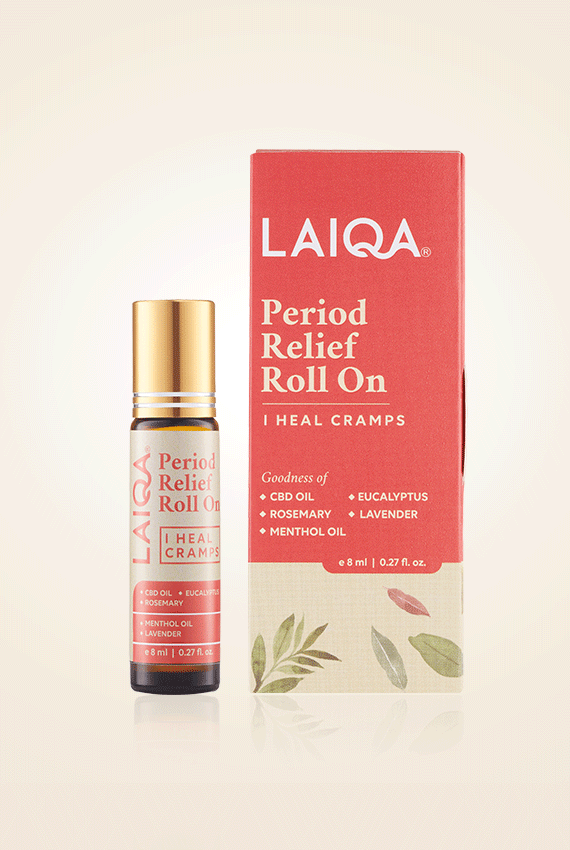 LAIQA®
Period
Relief
Roll On
I HEAL CRAMPS
Goodness of
◆ CBD OIL ◆ EUCALYPTUS
◆ ROSEMARY ◆ LAVENDER
◆ MENTHOL OIL
e 8 ml | 0.27 fl. oz.
LAIQA®
Period
Relief
Roll On
I HEAL
CRAMPS
◆ CBD OIL ◆ EUCALYPTUS
◆ ROSEMARY
◆ MENTHOL OIL
◆ LAVENDER
e 8 ml | 0.27 fl. oz.